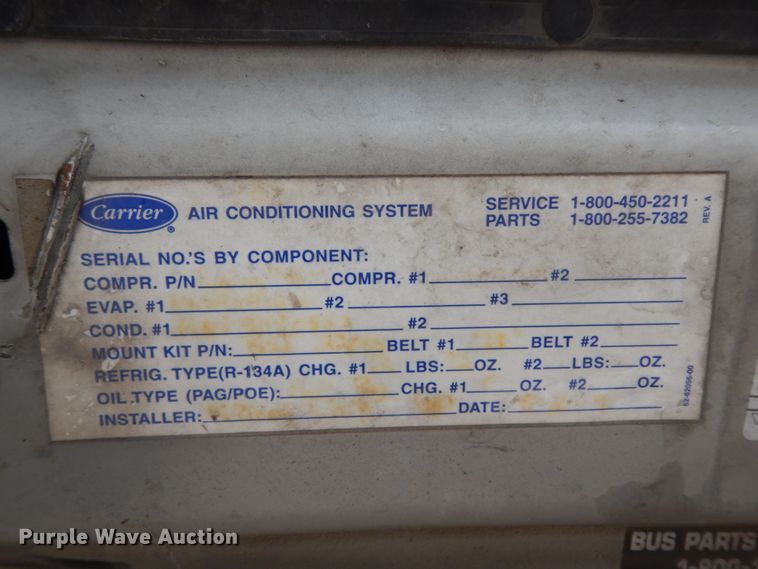 Carrier ®
AIR CONDITIONING SYSTEM
SERVICE 1-800-450-2211
PARTS 1-800-255-7382
REV. A
SERIAL NO.'S BY COMPONENT:
COMPR. P/N COMPR. #1 #2
EVAP. #1 #2 #3
COND. #1 #2
MOUNT KIT P/N: BELT #1 BELT #2
REFRIG. TYPE(R-134A) CHG. #1 LBS: OZ. #2 LBS: OZ.
OIL TYPE (PAG/POE): CHG. #1 OZ. #2 OZ.
INSTALLER: DATE:
62-62056-00
BUS PARTS
Purple Wave Auction